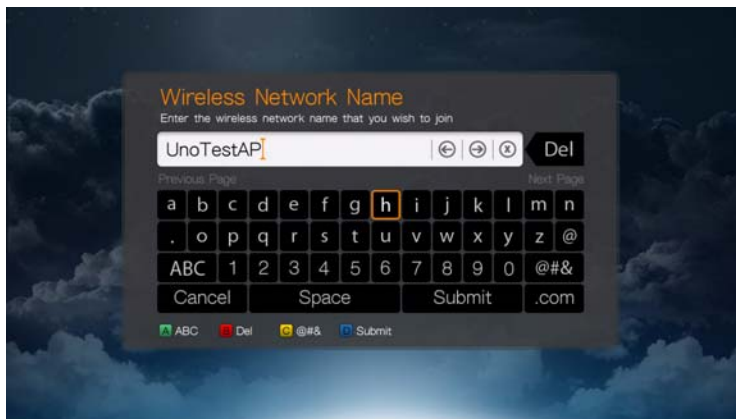 Wireless Network Name
Enter the wireless network name that you wish to join
UnoTestAP Del
Previous Page Next Page
a b c d e f g h i j k l m n
. o p q r s t u v w x y z @
ABC 1 2 3 4 5 6 7 8 9 0 @#&
Cancel Space Submit .com
A ABC B Del C @#& D Submit